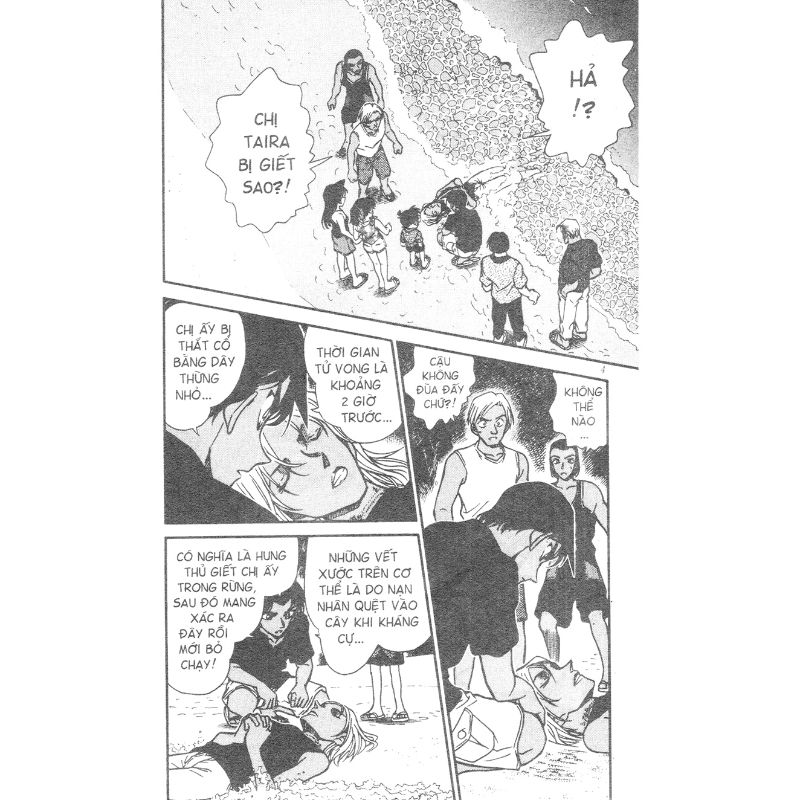 HẢ
!?
CHỊ
TAIRA
BỊ GIẾT
SAO?!
4
KHÔNG
THỂ
NÀO
...
CẬU
KHÔNG
ĐÙA ĐẤY
CHỨ?!
THỜI GIAN
TỬ VONG LÀ
KHOẢNG
2 GIỜ
TRƯỚC...
CHỊ ẤY BỊ
THẮT CỔ
BẰNG DÂY
THỪNG
NHỎ...
NHỮNG VẾT
XƯỚC TRÊN CƠ
THỂ LÀ DO NẠN
NHÂN QUỆT VÀO
CÂY KHI KHÁNG
CỰ...
CÓ NGHĨA LÀ HUNG
THỦ GIẾT CHỊ ẤY
TRONG RỪNG,
SAU ĐÓ MANG
XÁC RA
ĐÂY RỒI
MỚI BỎ
CHẠY!